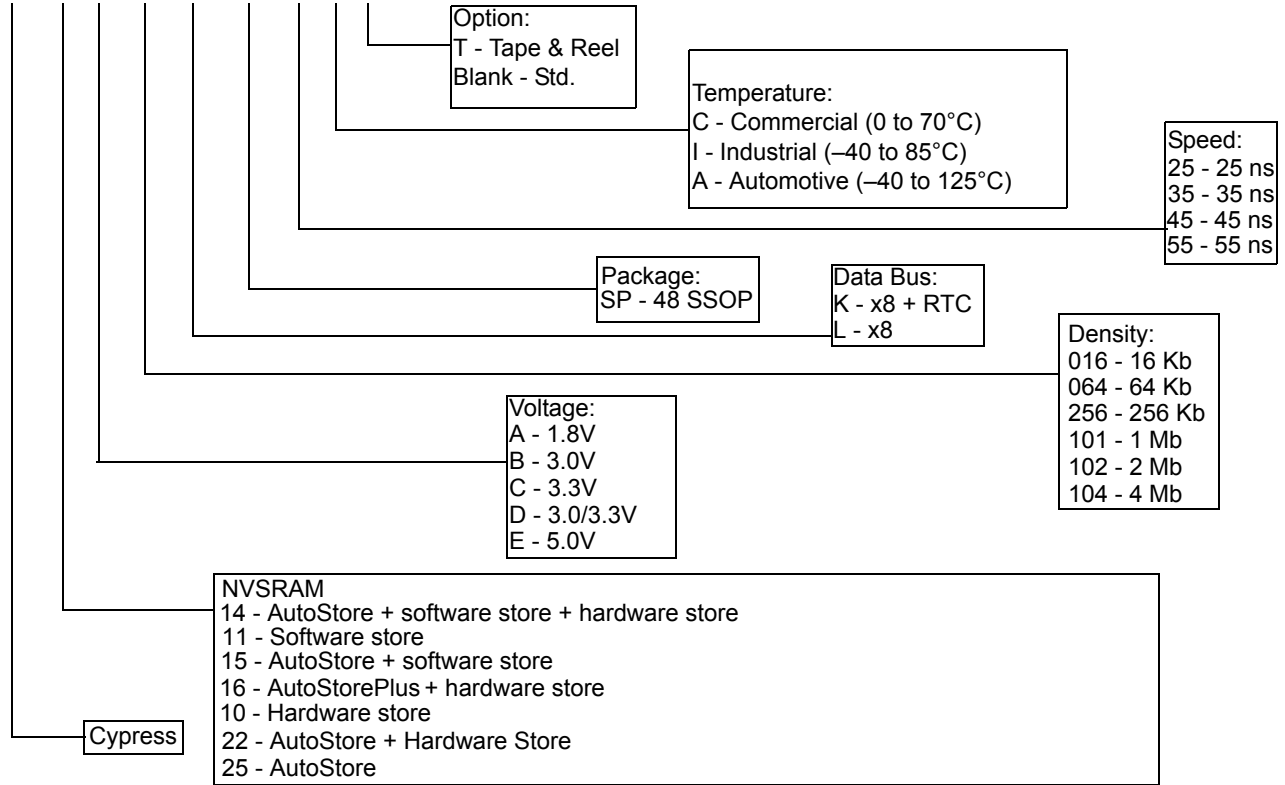 Option:
T - Tape & Reel
Blank - Std.
Temperature:
C - Commercial (0 to 70°C)
I - Industrial (–40 to 85°C)
A - Automotive (–40 to 125°C)
Speed:
25 - 25 ns
35 - 35 ns
45 - 45 ns
55 - 55 ns
Package:
SP - 48 SSOP
Data Bus:
K - x8 + RTC
L - x8
Density:
016 - 16 Kb
064 - 64 Kb
256 - 256 Kb
101 - 1 Mb
102 - 2 Mb
104 - 4 Mb
Voltage:
A - 1.8V
B - 3.0V
C - 3.3V
D - 3.0/3.3V
E - 5.0V
NVSRAM
14 - AutoStore + software store + hardware store
11 - Software store
15 - AutoStore + software store
16 - AutoStorePlus + hardware store
10 - Hardware store
22 - AutoStore + Hardware Store
25 - AutoStore
Cypress